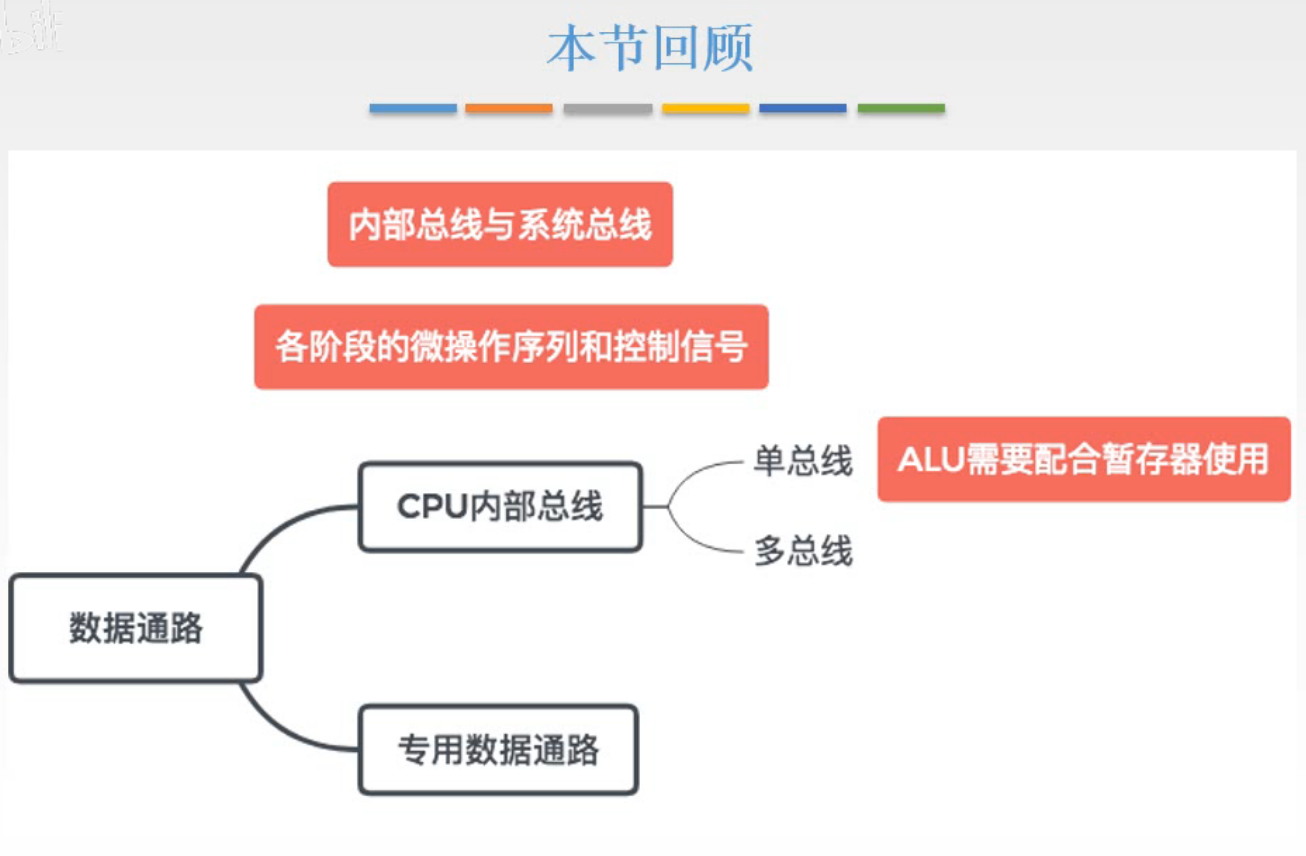 本节回顾
内部总线与系统总线
各阶段的微操作序列和控制信号
单总线
ALU需要配合暂存器使用
CPU内部总线
多总线
数据通路
专用数据通路